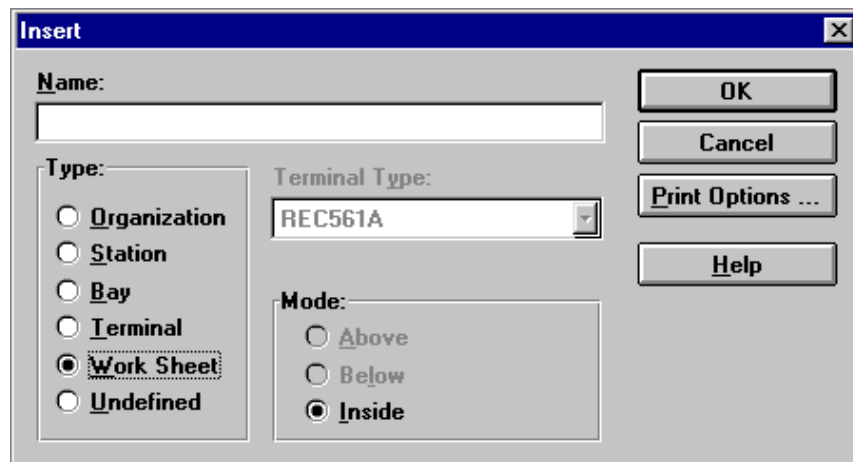 Insert
Name:
OK
Cancel
Print Options ...
Help
Type:
Organization
Station
Bay
Terminal
Work Sheet
Undefined
Terminal Type:
REC561A
Mode:
Above
Below
Inside